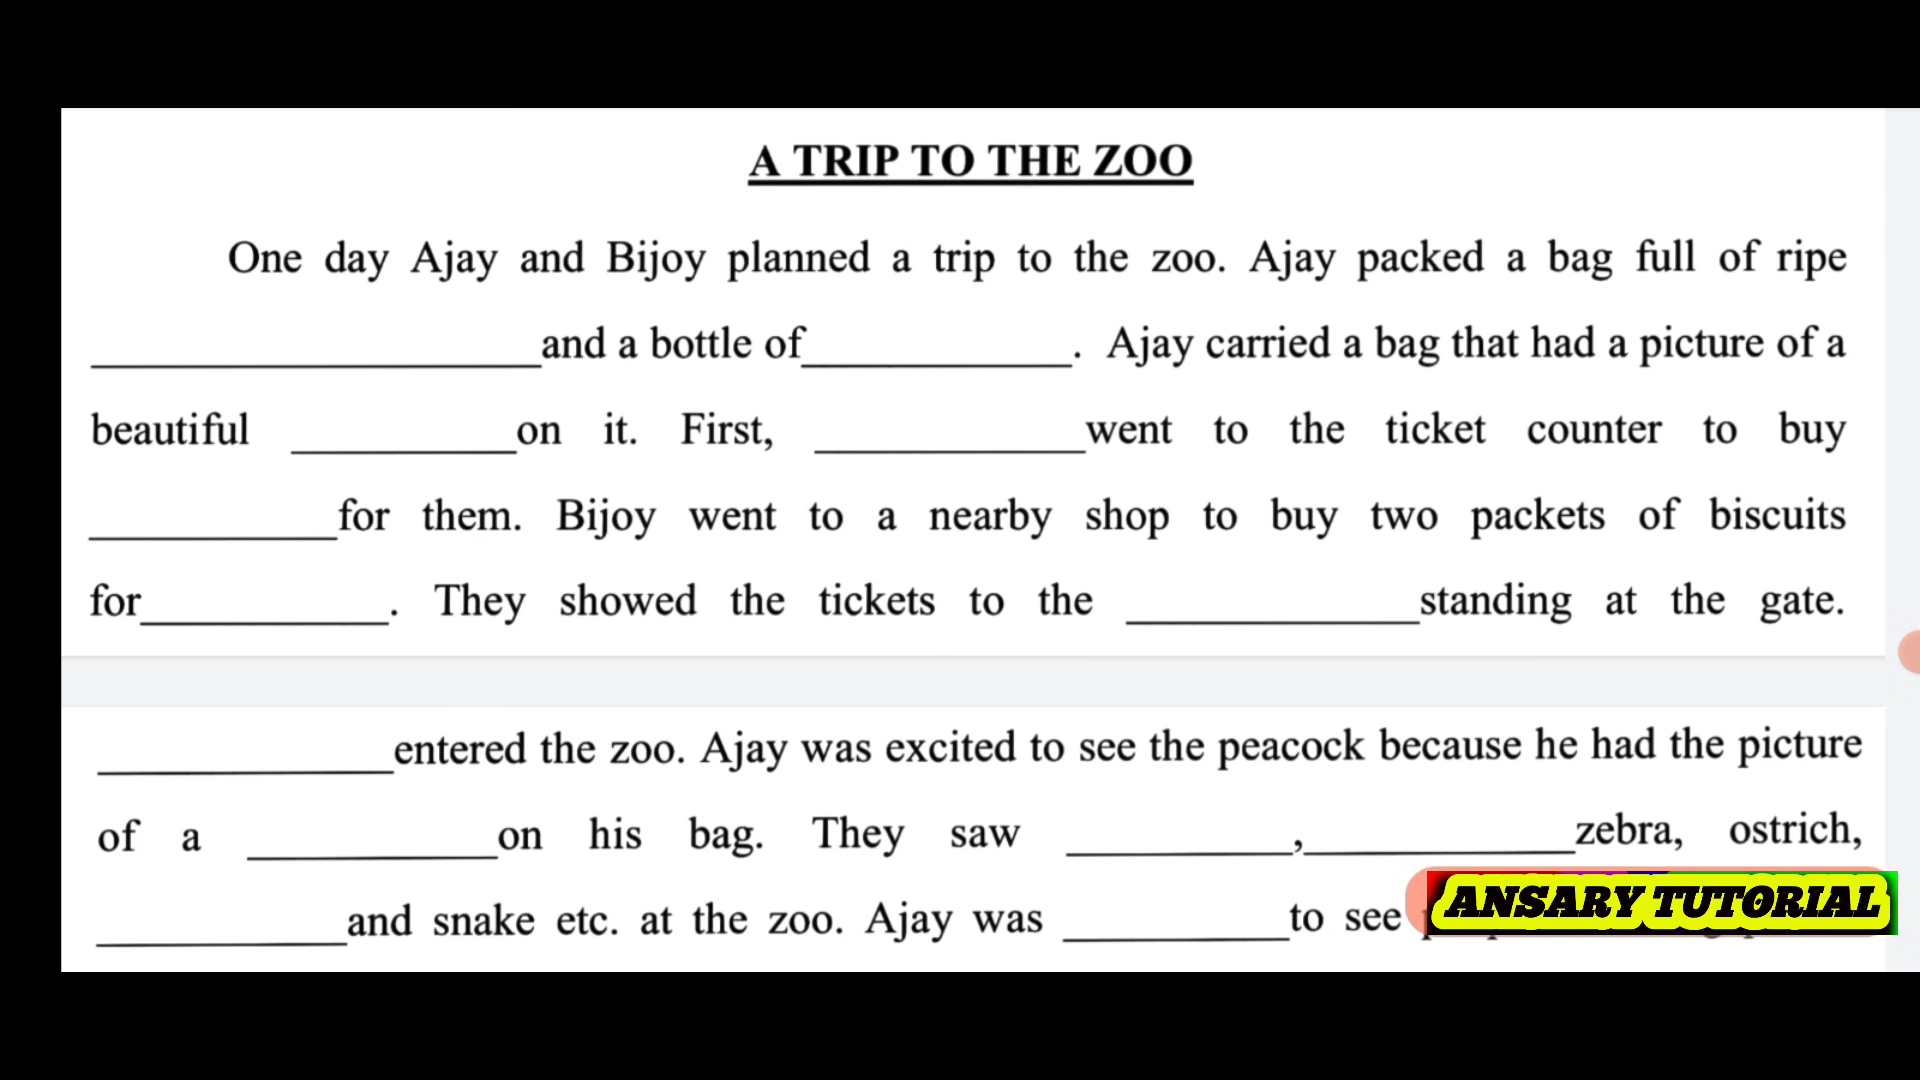 A TRIP TO THE ZOO
One day Ajay and Bijoy planned a trip to the zoo. Ajay packed a bag full of ripe
____________________and a bottle of____________. Ajay carried a bag that had a picture of a
beautiful __________on it. First, ____________went to the ticket counter to buy
___________for them. Bijoy went to a nearby shop to buy two packets of biscuits
for___________. They showed the tickets to the _____________standing at the gate.
_____________entered the zoo. Ajay was excited to see the peacock because he had the picture
of a ___________on his bag. They saw __________,____________zebra, ostrich,
___________and snake etc. at the zoo. Ajay was __________to see
ANSARY TUTORIAL